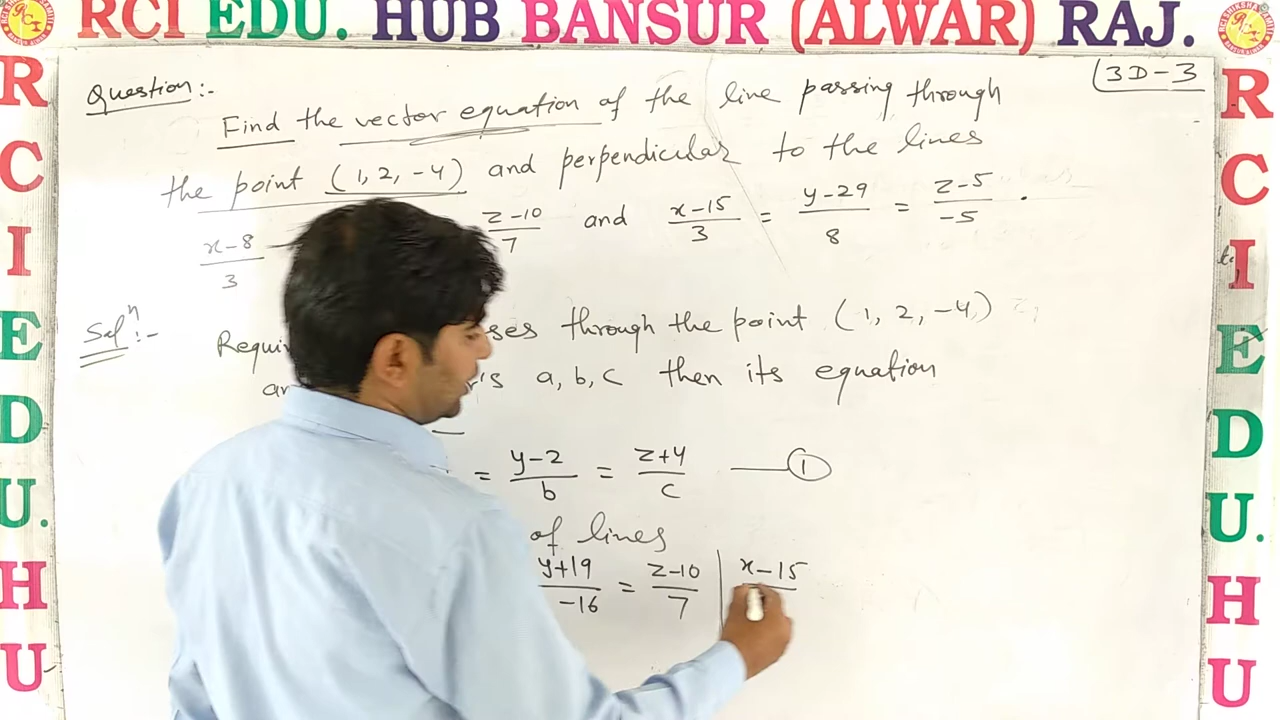 RCI EDU. HUB BANSUR (ALWAR) RAJ.
R C I E D U. H U
3D-3
Question:-
Find the vector equation of the line passing through
the point (1, 2, -4) and perpendicular to the lines
x-8/3 z-10/7 and x-15/3 = y-29/8 = z-5/-5 .
Solⁿ:- through the point (1, 2, -4)
a, b, c then its equation
= y-2/b = z+4/c — ①
of lines
y+19/-16 = z-10/7 | x-15
R C I E D U. H U